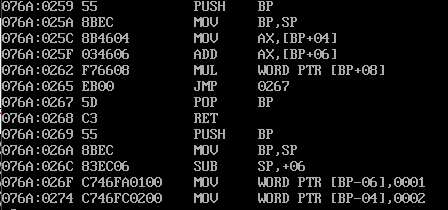 076A:0259 55 PUSH BP
076A:025A 8BEC MOV BP,SP
076A:025C 8B4604 MOV AX,[BP+04]
076A:025F 034606 ADD AX,[BP+06]
076A:0262 F76608 MUL WORD PTR [BP+08]
076A:0265 EB00 JMP 0267
076A:0267 5D POP BP
076A:0268 C3 RET
076A:0269 55 PUSH BP
076A:026A 8BEC MOV BP,SP
076A:026C 83EC06 SUB SP,+06
076A:026F C746FA0100 MOV WORD PTR [BP-06],0001
076A:0274 C746FC0200 MOV WORD PTR [BP-04],0002